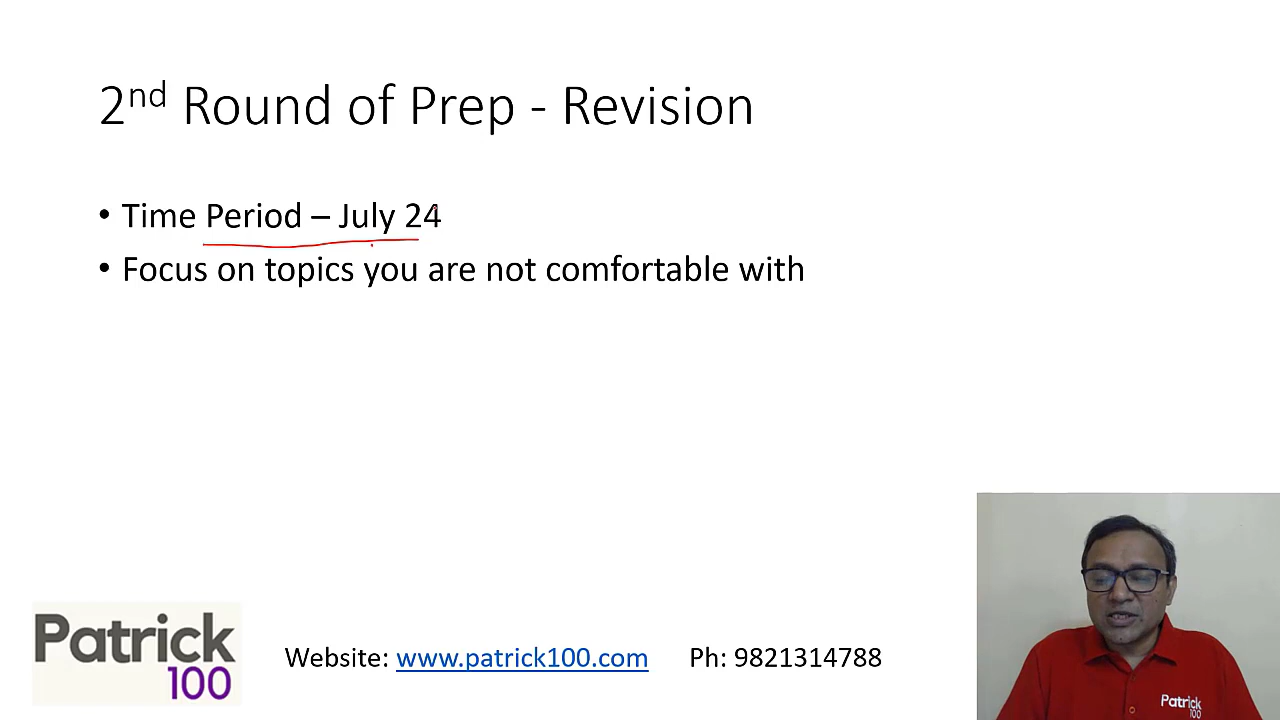 2nd Round of Prep - Revision
• Time Period – July 24
• Focus on topics you are not comfortable with
Patrick
100
Website: www.patrick100.com Ph: 9821314788
Patrick
100